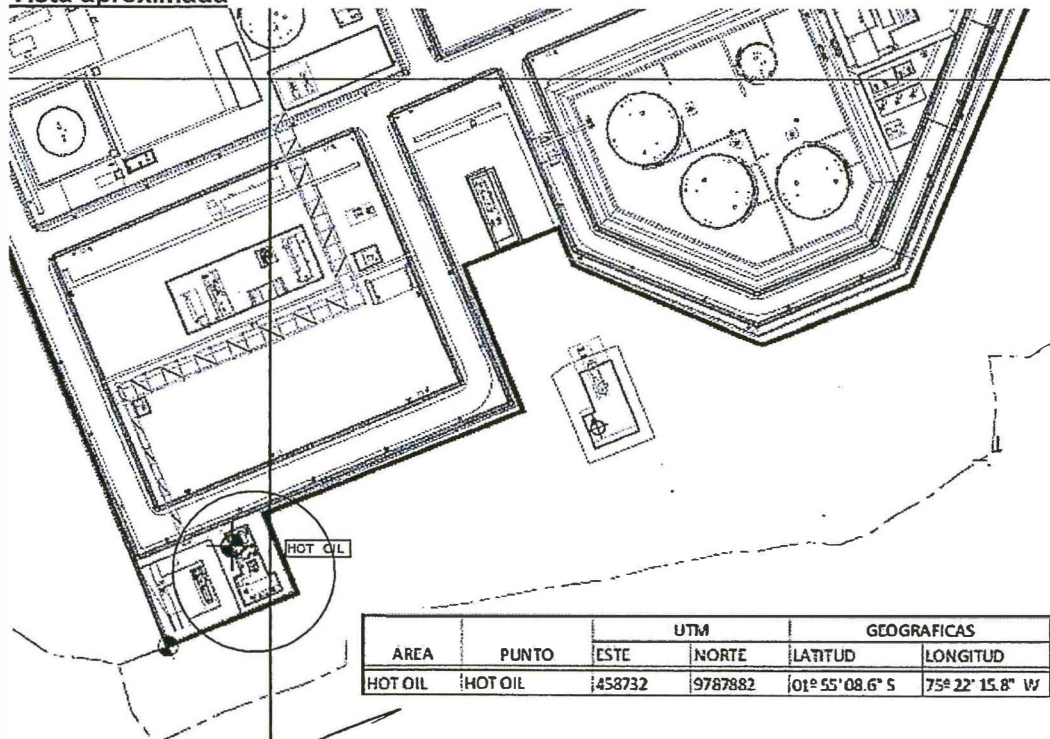 Vista aproximada
HOT OIL
UTM GEOGRAFICAS
AREA PUNTO ESTE NORTE LATITUD LONGITUD
HOT OIL HOT OIL 458732 9787882 01º 55' 08.6" S 75º 22' 15.8" W